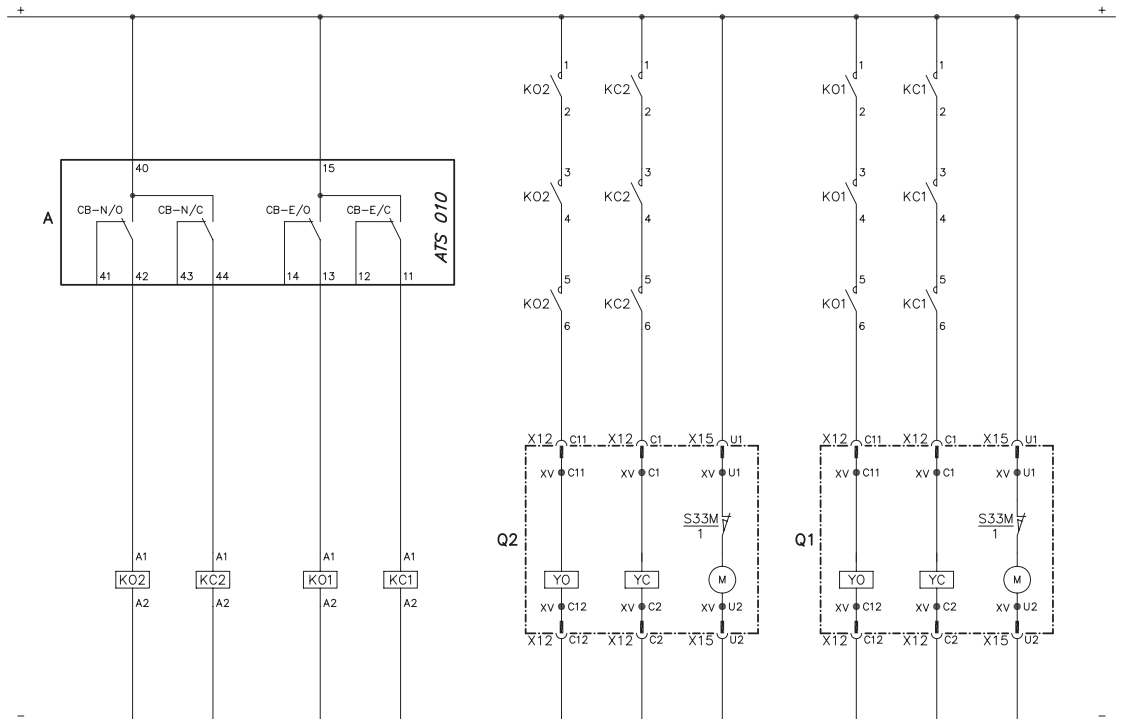 + +
1 1 1 1
KO2 KC2 KO1 KC1
2 2 2 2
40 15
3 3 3 3
KO2 KC2 KO1 KC1
4 4 4 4
A CB-N/O CB-N/C CB-E/O CB-E/C ATS 010
41 42 43 44 14 13 12 11
5 5 5 5
KO2 KC2 KO1 KC1
6 6 6 6
X12 C11 X12 C1 X15 U1 X12 C11 X12 C1 X15 U1
XV C11 XV C1 XV U1 XV C11 XV C1 XV U1
S33M S33M
1 1
Q2 Q1
A1 A1 A1 A1
KO2 KC2 KO1 KC1 YO YC M YO YC M
A2 A2 A2 A2
XV C12 XV C2 XV U2 XV C12 XV C2 XV U2
X12 C12 X12 C2 X15 U2 X12 C12 X12 C2 X15 U2
– –